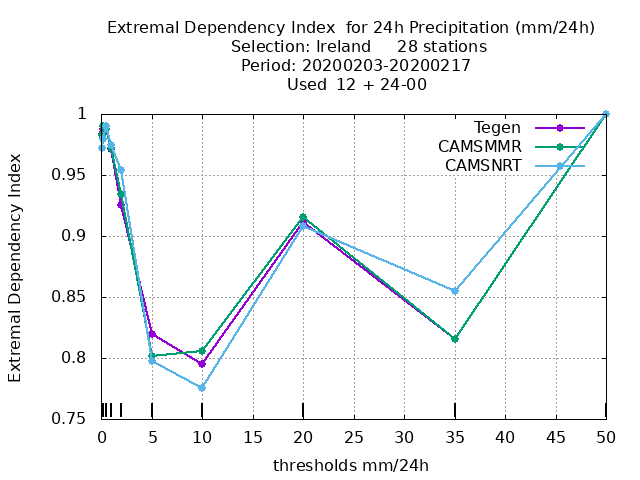 Extremal Dependency Index  for 24h Precipitation (mm/24h)
Selection: Ireland     28 stations
Period: 20200203-20200217
Used  12 + 24-00
Extremal Dependency Index
1
0.95
0.9
0.85
0.8
0.75
Tegen
CAMSMMR
CAMSNRT
0 5 10 15 20 25 30 35 40 45 50
thresholds mm/24h